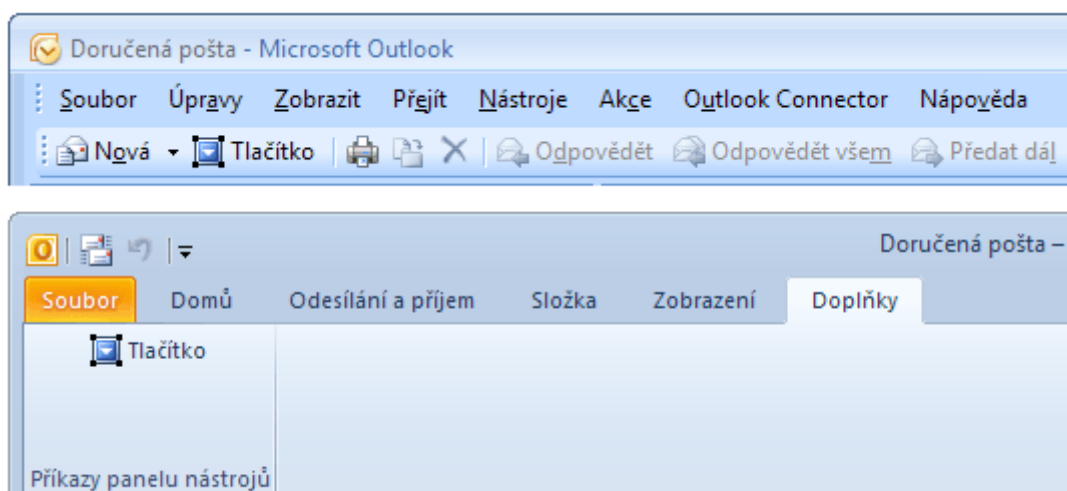 Doručená pošta - Microsoft Outlook
Soubor Úpravy Zobrazit Přejít Nástroje Akce Outlook Connector Nápověda
Nová Tlačítko Odpovědět Odpovědět všem Předat dál
Doručená pošta –
Soubor Domů Odesílání a příjem Složka Zobrazení Doplňky
Tlačítko
Příkazy panelu nástrojů